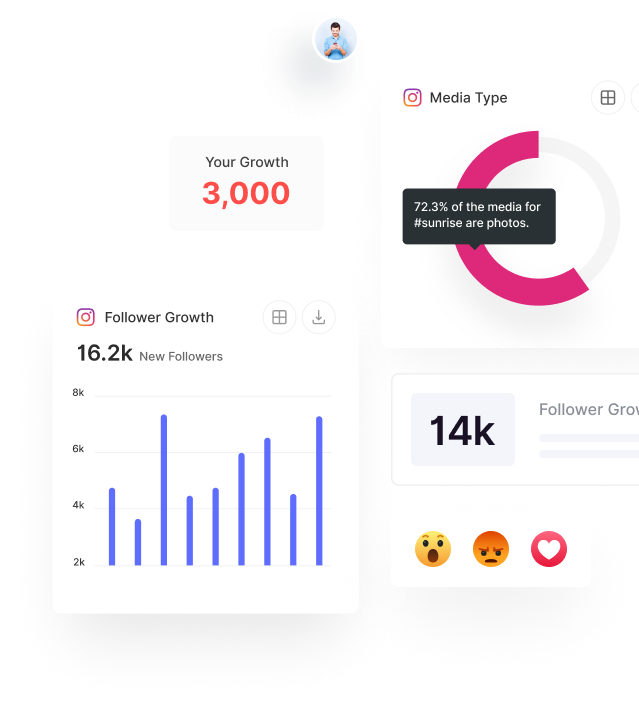 Media Type
Your Growth
3,000
72.3% of the media for
#sunrise are photos.
Follower Growth
16.2k New Followers
8k
6k
4k
2k
14k
Follower Grow